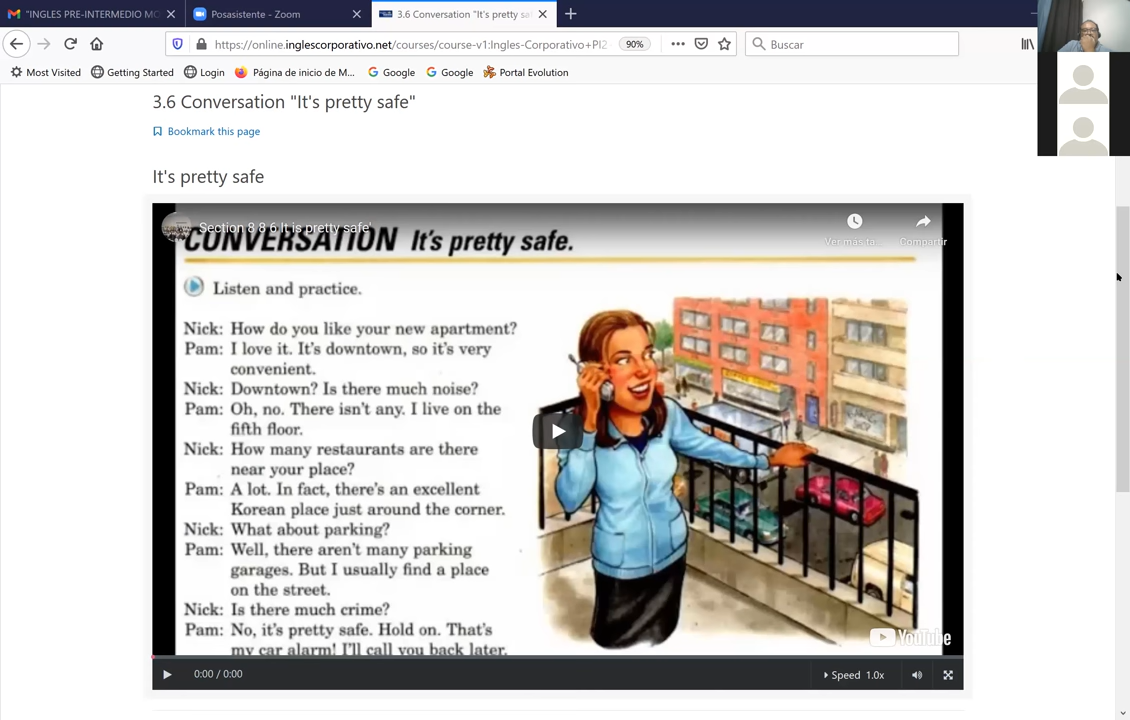 "INGLES PRE-INTERMEDIO MO
Posasistente - Zoom
3.6 Conversation "It's pretty sa
https://online.inglescorporativo.net/courses/course-v1:Ingles-Corporativo+PI2
90%
Buscar
Most Visited
Getting Started
Login
Página de inicio de M...
Google
Google
Portal Evolution
3.6 Conversation "It's pretty safe"
Bookmark this page
It's pretty safe
Section 8 8 6 It is pretty safe'
CONVERSATION It's pretty safe.
Ver más ta...
Compartir
Listen and practice.
Nick: How do you like your new apartment?
Pam: I love it. It's downtown, so it's very
convenient.
Nick: Downtown? Is there much noise?
Pam: Oh, no. There isn't any. I live on the
fifth floor.
Nick: How many restaurants are there
near your place?
Pam: A lot. In fact, there's an excellent
Korean place just around the corner.
Nick: What about parking?
Pam: Well, there aren't many parking
garages. But I usually find a place
on the street.
Nick: Is there much crime?
Pam: No, it's pretty safe. Hold on. That's
my car alarm! I'll call you back later.
YouTube
0:00 / 0:00
Speed 1.0x